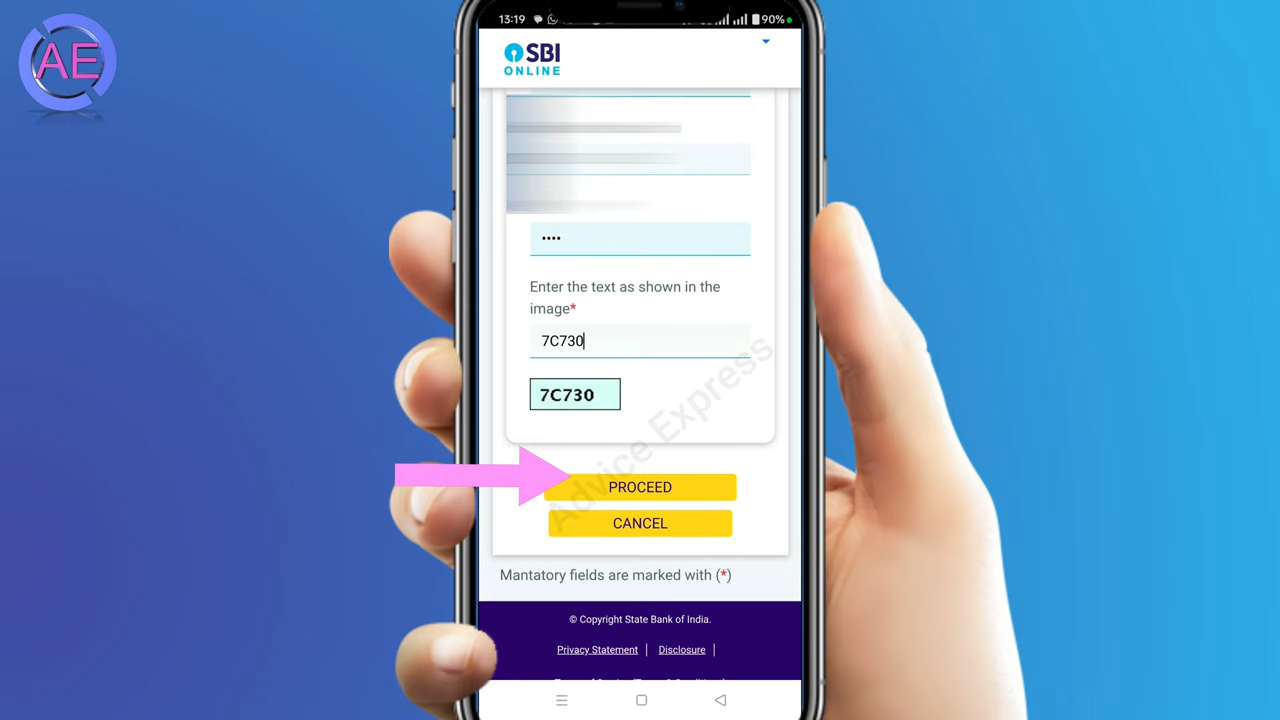 AE
13:19
90%
SBI
ONLINE
••••
Enter the text as shown in the
image*
7C730
7C730
Advice Express
PROCEED
CANCEL
Mantatory fields are marked with (*)
© Copyright State Bank of India.
Privacy Statement | Disclosure |